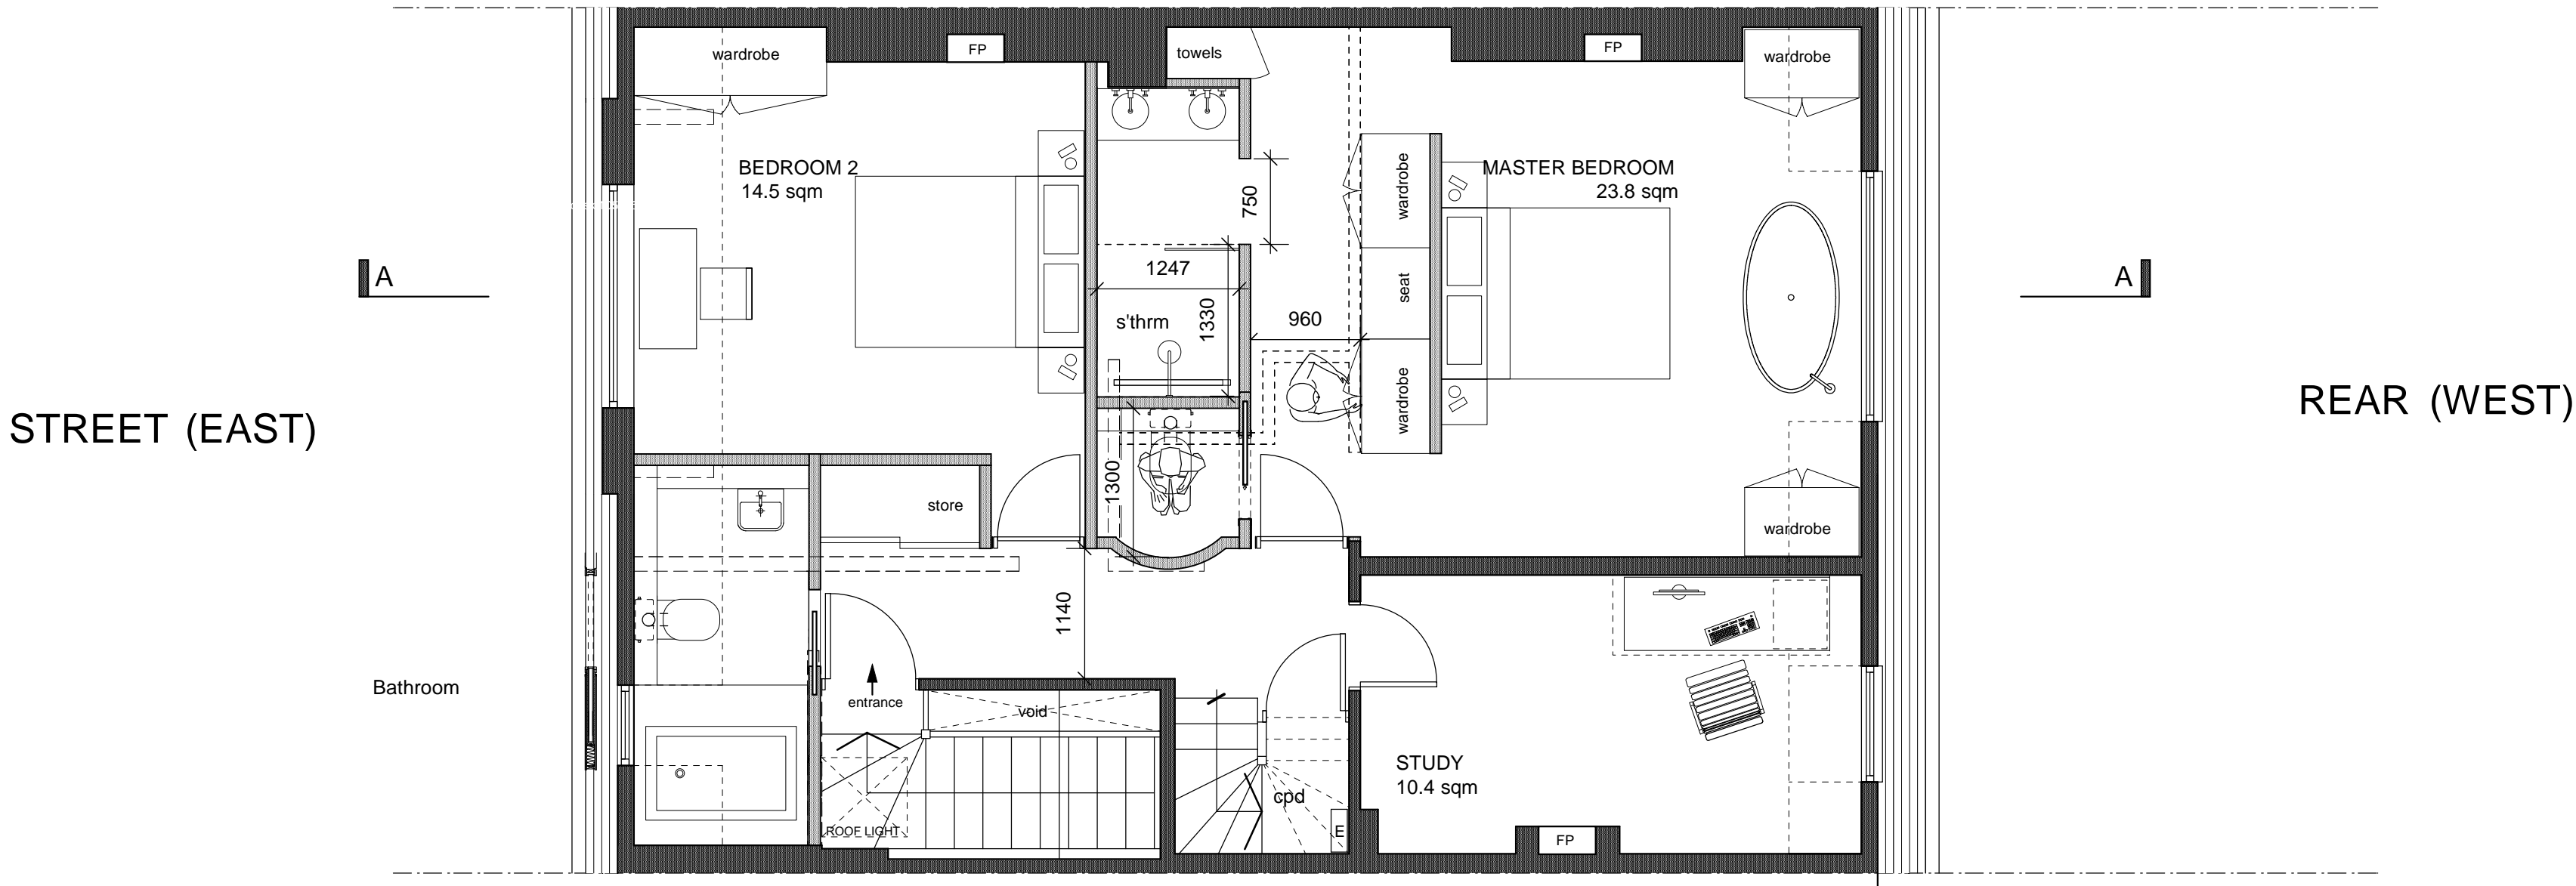 wardrobe
FP
towels
FP
wardrobe
BEDROOM 2
14.5 sqm
wardrobe
MASTER BEDROOM
23.8 sqm
750
A
1247
seat
A
s'thrm
1330
960
STREET (EAST)
wardrobe
REAR (WEST)
1300
store
wardrobe
1140
Bathroom
entrance
void
STUDY
10.4 sqm
cpd
ROOF LIGHT
E
FP